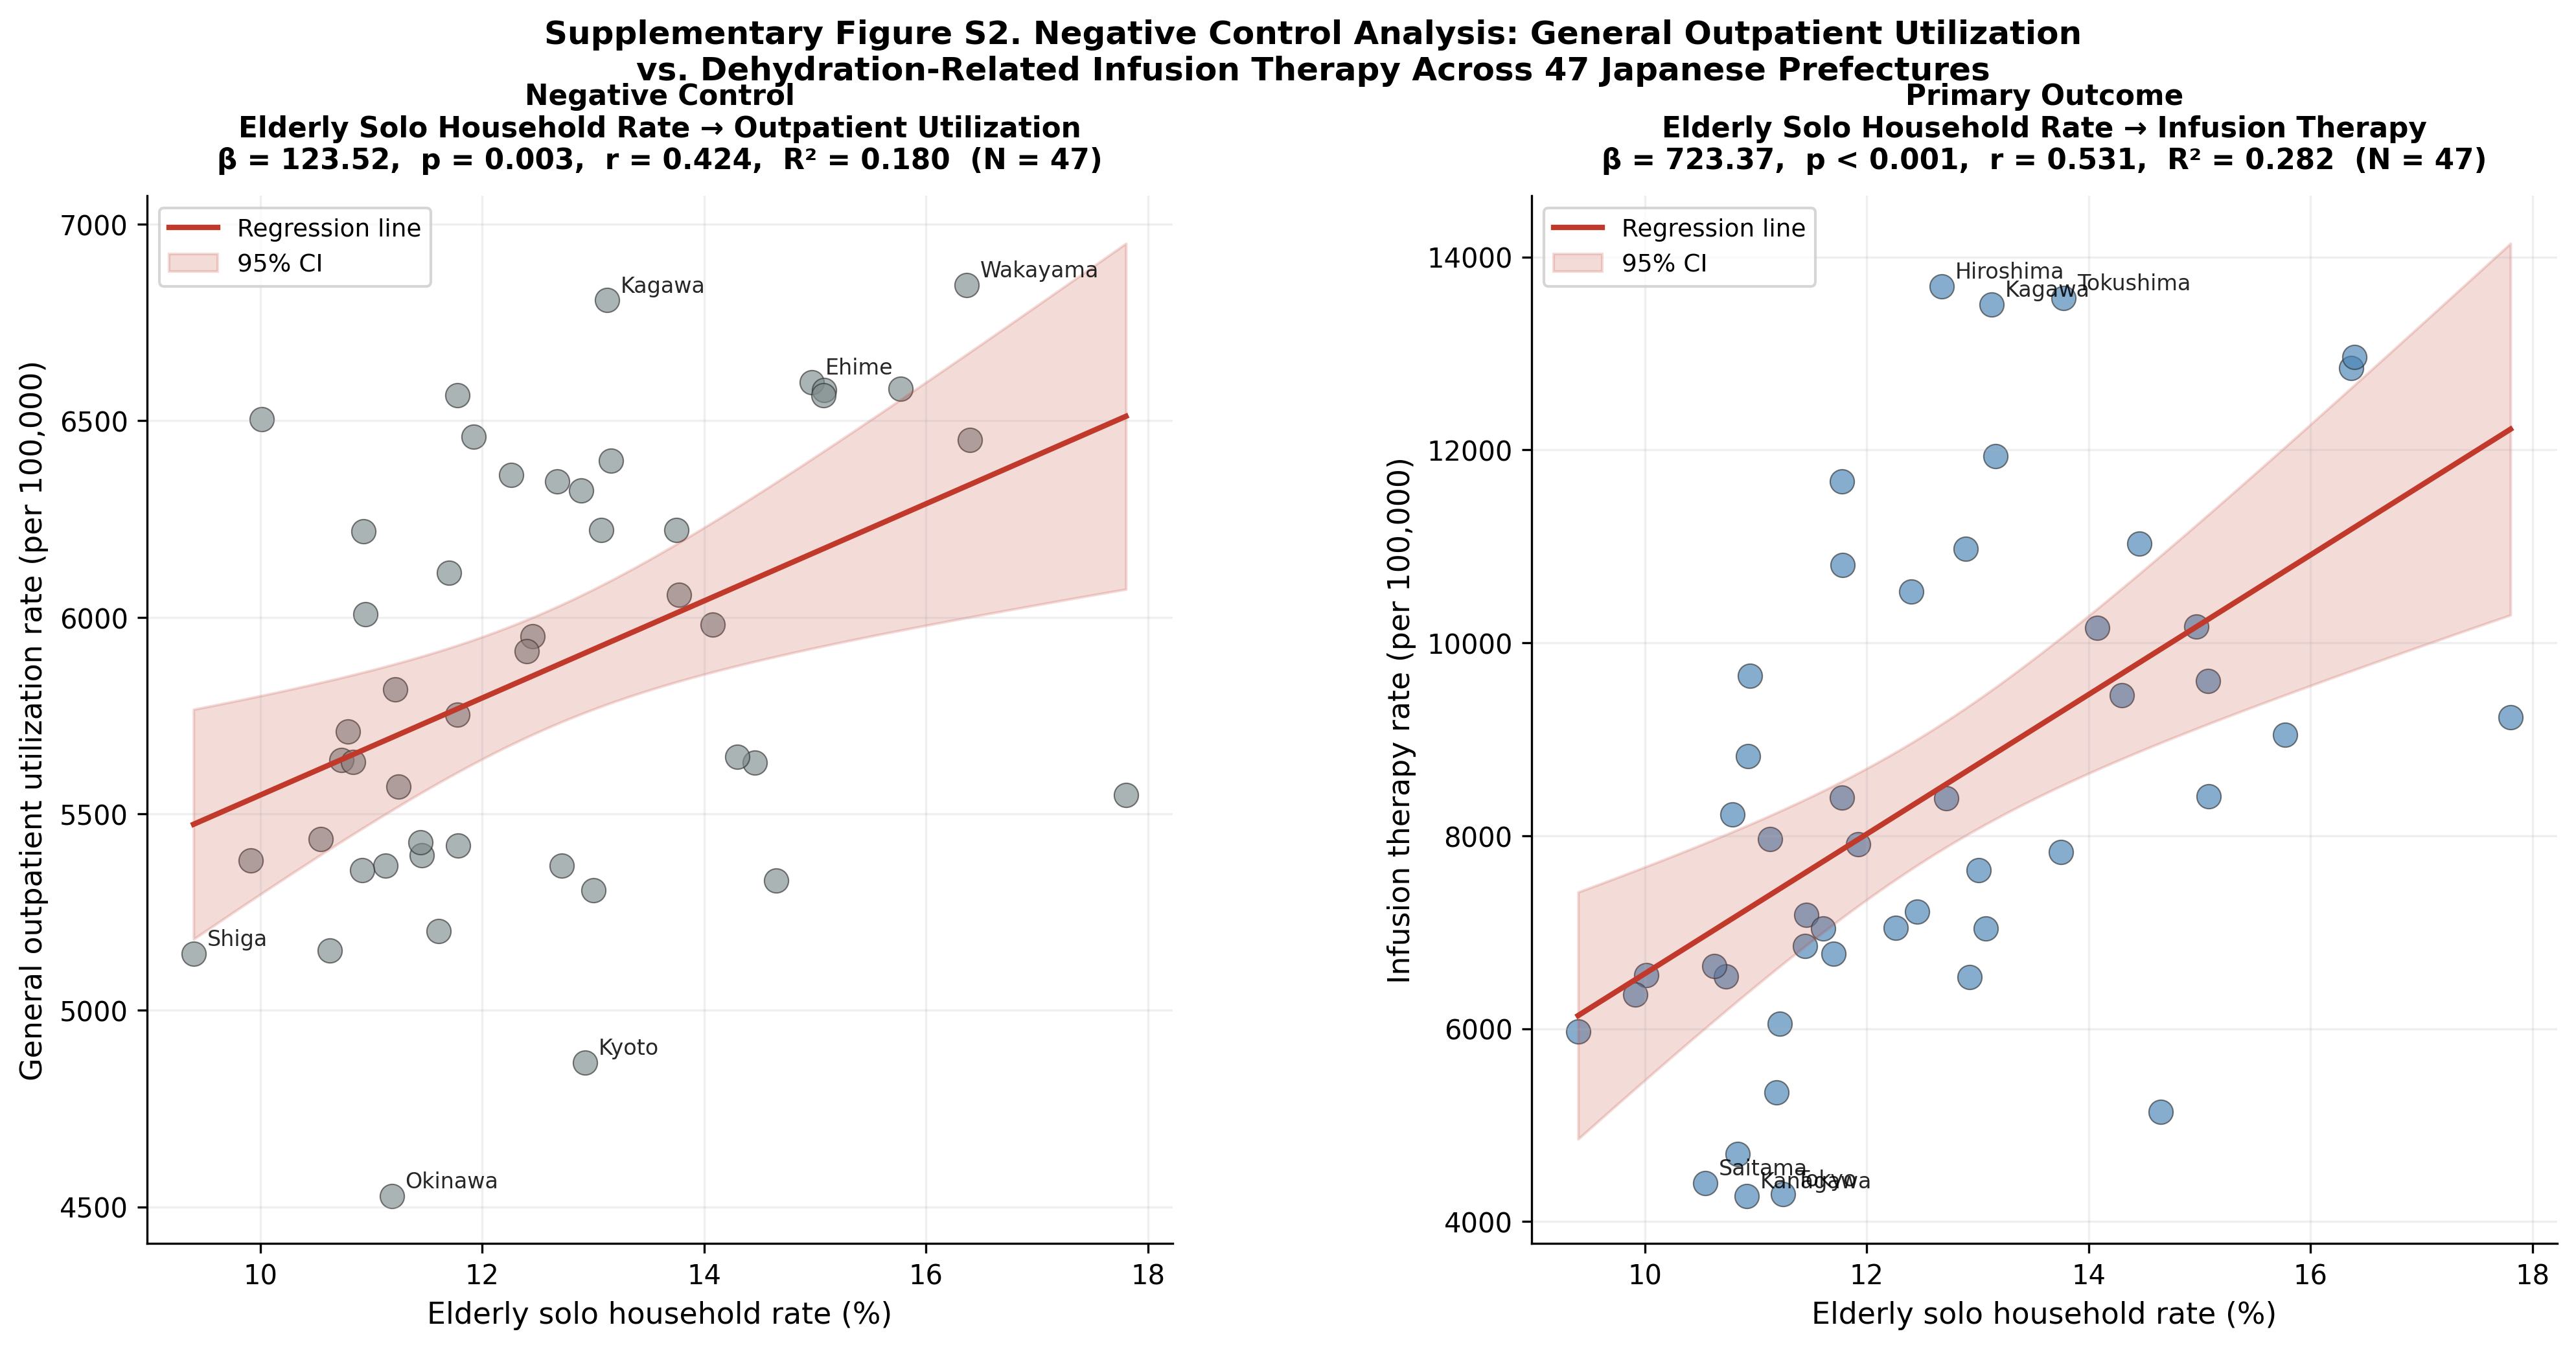 Supplementary Figure S2. Negative Control Analysis: General Outpatient Utilization
vs. Dehydration-Related Infusion Therapy Across 47 Japanese Prefectures
Negative Control
Elderly Solo Household Rate → Outpatient Utilization
β = 123.52, p = 0.003, r = 0.424, R² = 0.180 (N = 47)
Regression line
95% CI
General outpatient utilization rate (per 100,000)
7000
6500
6000
5500
5000
4500
Kagawa
Wakayama
Ehime
Shiga
Kyoto
Okinawa
10 12 14 16 18
Elderly solo household rate (%)
Primary Outcome
Elderly Solo Household Rate → Infusion Therapy
β = 723.37, p < 0.001, r = 0.531, R² = 0.282 (N = 47)
Regression line
95% CI
Infusion therapy rate (per 100,000)
14000
12000
10000
8000
6000
4000
Hiroshima
Kagawa
Tokushima
Saitama
Kanagawa
Tokyo
10 12 14 16 18
Elderly solo household rate (%)